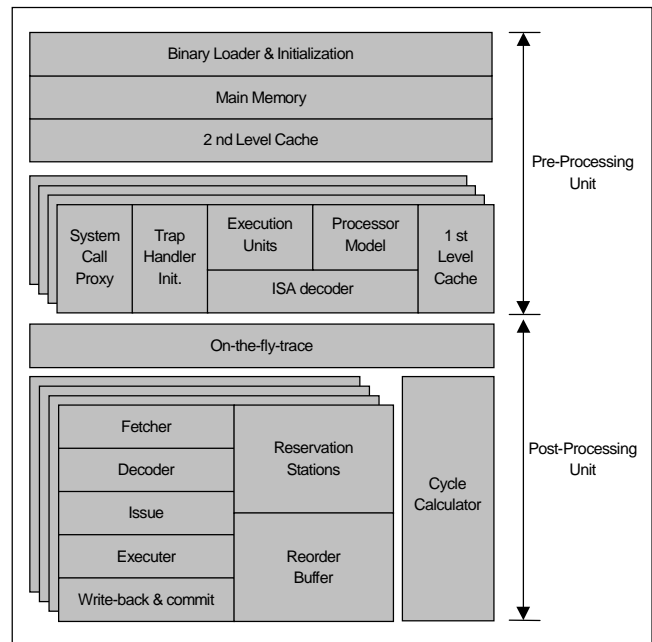 Binary Loader & Initialization
Main Memory
2 nd Level Cache
Pre-Processing
Unit
System
Call
Proxy
Trap
Handler
Init.
Execution
Units
Processor
Model
ISA decoder
1 st
Level
Cache
On-the-fly-trace
Fetcher
Decoder
Issue
Executer
Write-back & commit
Reservation
Stations
Reorder
Buffer
Cycle
Calculator
Post-Processing
Unit